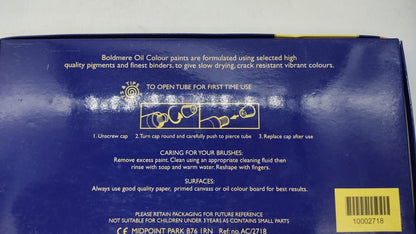 Boldmere Oil Colour paints are formulated using selected high
quality pigments and finest binders, to give slow drying, crack resistant vibrant colours.
TIPS
TO OPEN TUBE FOR FIRST TIME USE
1. Unscrew cap 2. Turn cap round and carefully push to pierce tube 3. Replace cap after use
CARING FOR YOUR BRUSHES:
Remove excess paint. Clean using an appropriate cleaning fluid then
rinse with soap and warm water. Reshape with fingers.
SURFACES:
Always use good quality paper, primed canvas or oil colour board for best results.
10002718
PLEASE RETAIN PACKAGING FOR FUTURE REFERENCE
NOT SUITABLE FOR CHILDREN UNDER 3 YEARS AS CONTAINS SMALL PARTS
CE MIDPOINT PARK B76 1RN Ref: no. AC/2718